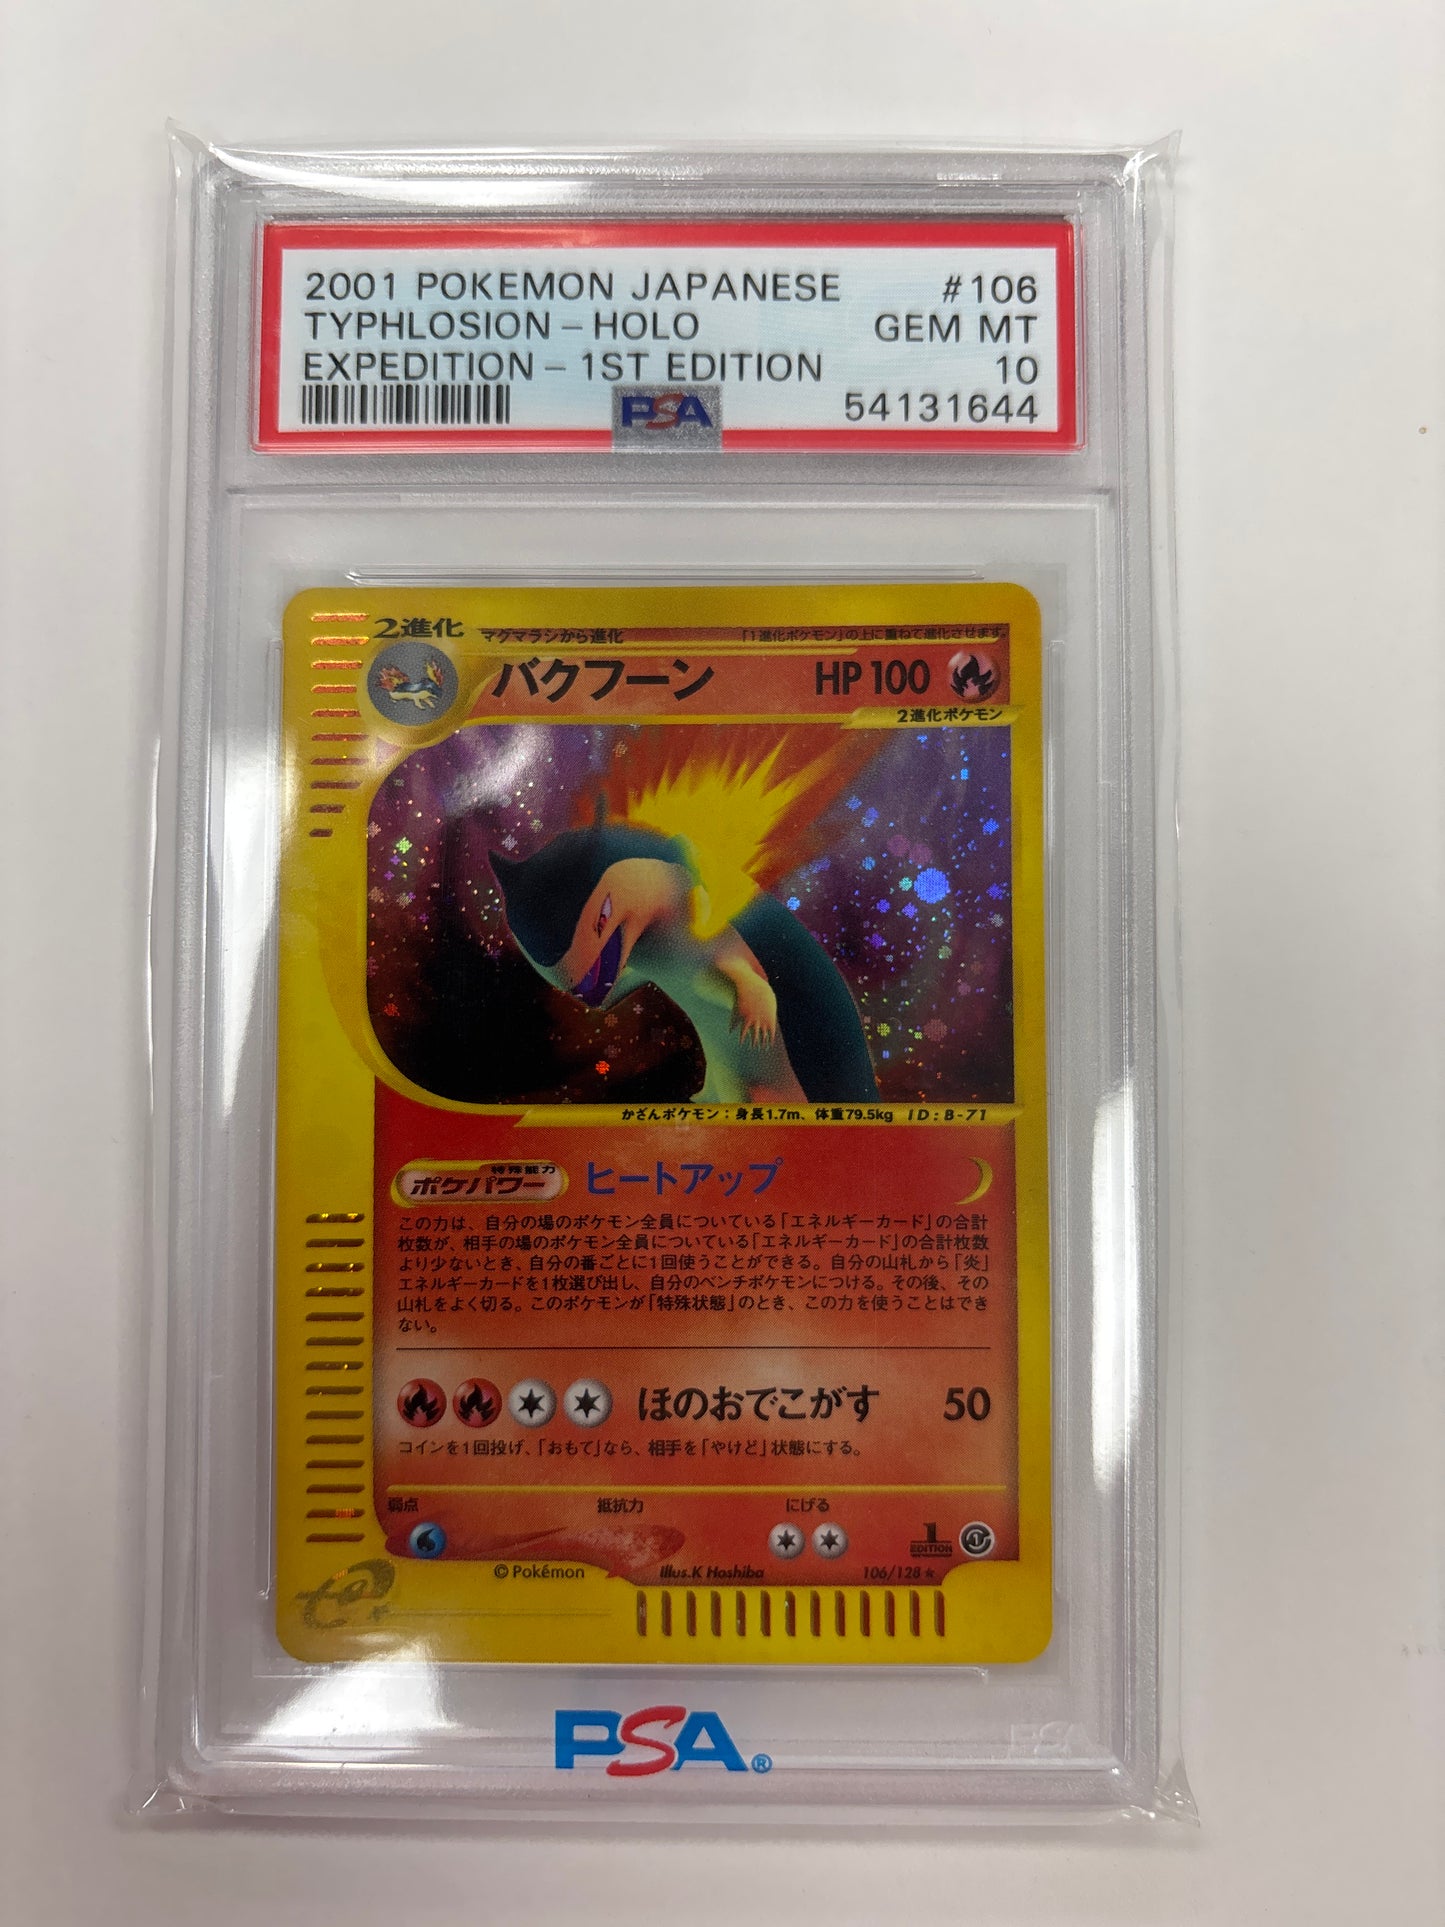 2001 POKEMON JAPANESE #106
TYPHLOSION - HOLO GEM MT
EXPEDITION - 1ST EDITION 10
PSA 54131644
2進化 マグマラシから進化 「1進化ポケモン」の上に重ねて進化させます。
バクフーン HP100
2進化ポケモン
かざんポケモン：身長1.7m、体重79.5kg ID:B-71
特殊能力
ポケパワー ヒートアップ
この力は、自分の場のポケモン全員についている「エネルギーカード」の合計
枚数が、相手の場のポケモン全員についている「エネルギーカード」の合計枚数
より少ないとき、自分の番ごとに1回使うことができる。自分の山札から「炎」
エネルギーカードを1枚選び出し、自分のベンチポケモンにつける。その後、その
山札をよく切る。このポケモンが「特殊状態」のとき、この力を使うことはでき
ない。
ほのおでこがす 50
コインを1回投げ、「おもて」なら、相手を「やけど」状態にする。
弱点 抵抗力 にげる
1 EDITION 1
©Pokémon Illus.K Hoshiba 106/128 ★
e
PSA®
PSA